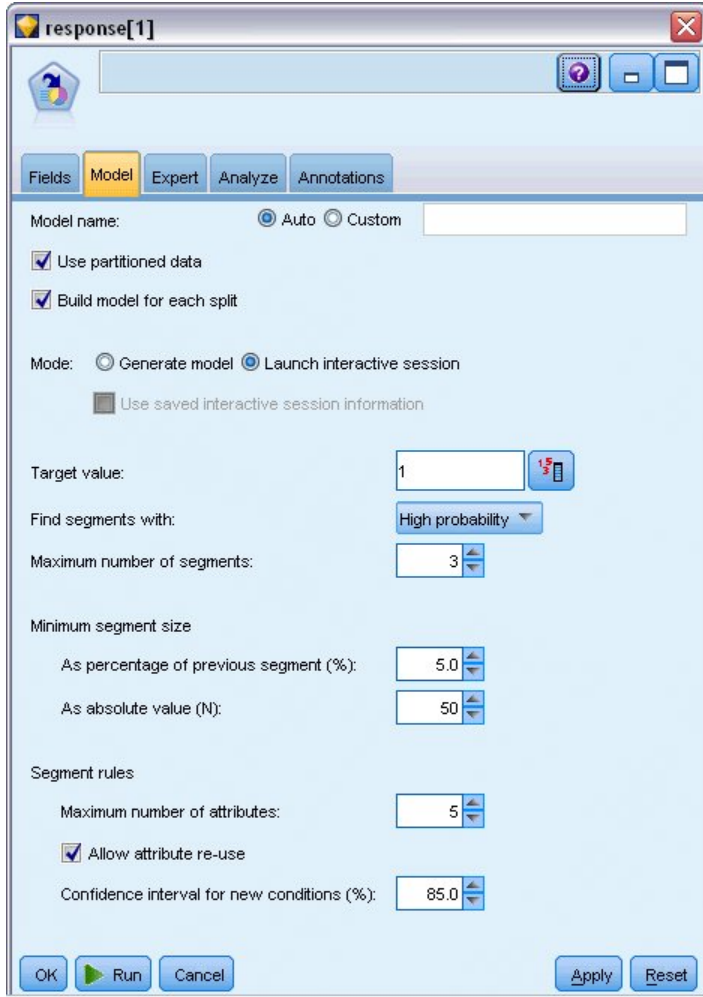 response[1]
Fields Model Expert Analyze Annotations
Model name: Auto Custom
Use partitioned data
Build model for each split
Mode: Generate model Launch interactive session
Use saved interactive session information
Target value: 1
Find segments with: High probability
Maximum number of segments: 3
Minimum segment size
As percentage of previous segment (%): 5.0
As absolute value (N): 50
Segment rules
Maximum number of attributes: 5
Allow attribute re-use
Confidence interval for new conditions (%): 85.0
OK Run Cancel Apply Reset